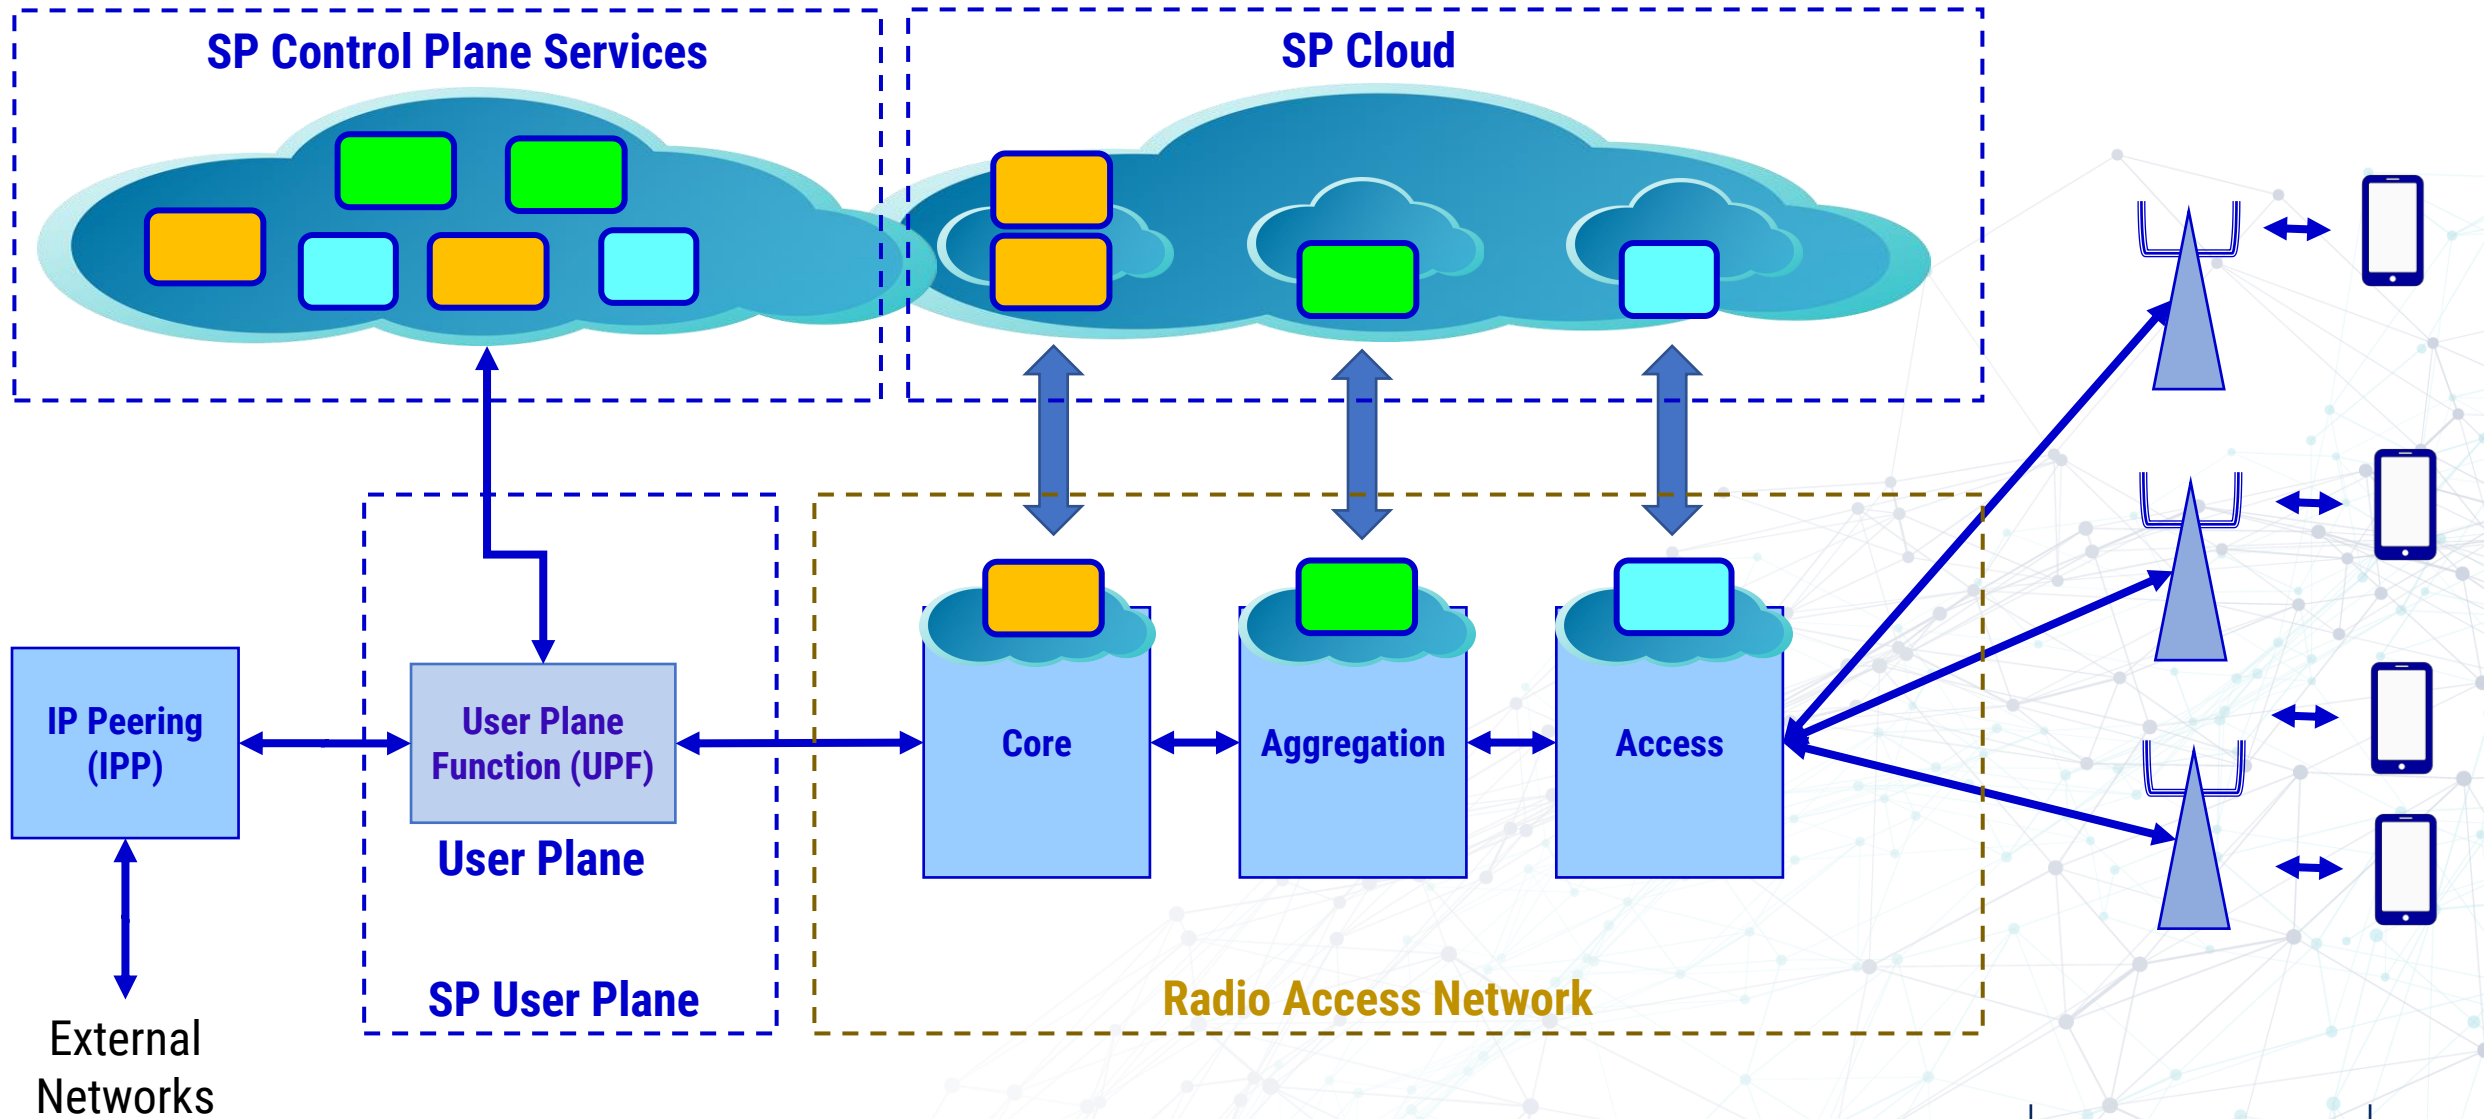 SP Control Plane Services
SP Cloud
IP Peering
(IPP)
User Plane
Function (UPF)
Core
Aggregation
Access
User Plane
SP User Plane
Radio Access Network
External
Networks